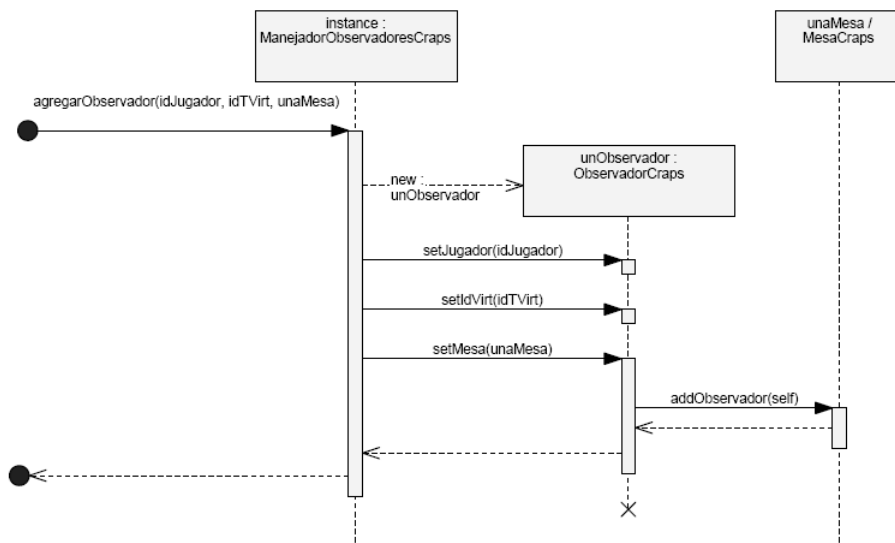 instance :
ManejadorObservadoresCraps
unaMesa /
MesaCraps
agregarObservador(idJugador, idTVirt, unaMesa)
unObservador :
ObservadorCraps
new :
unObservador
setJugador(idJugador)
setIdVirt(idTVirt)
setMesa(unaMesa)
addObservador(self)